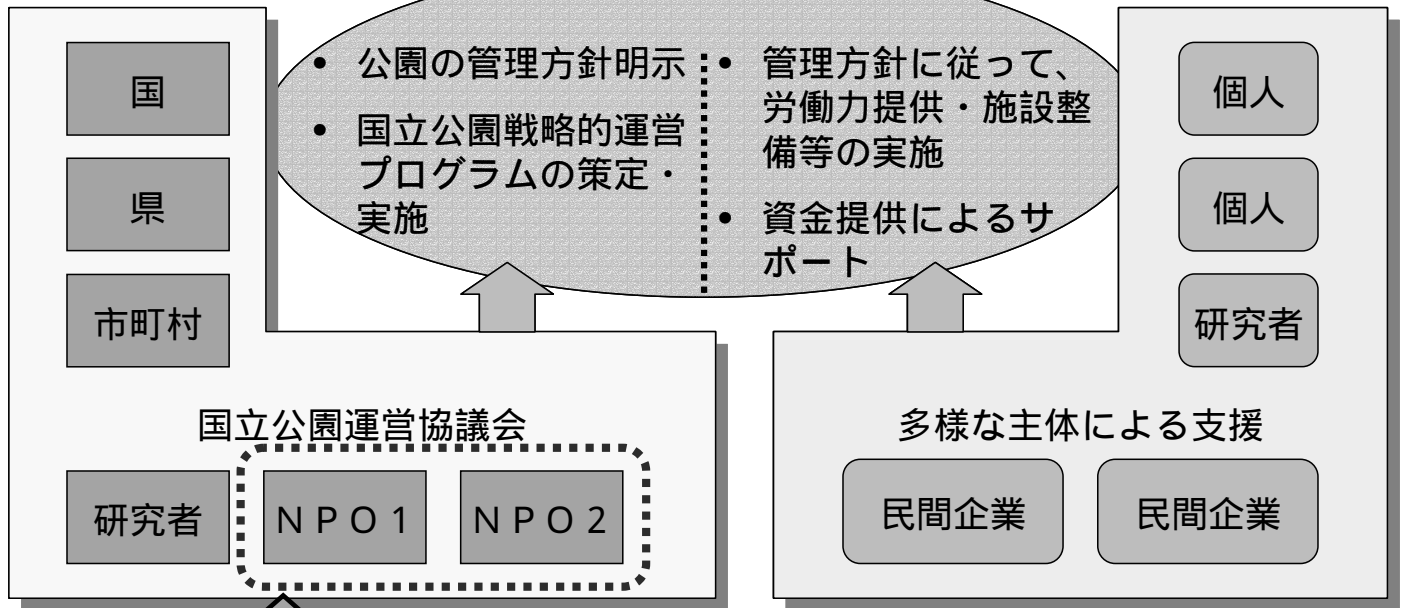 • 公園の管理方針明示
• 国立公園戦略的運営
プログラムの策定・
実施
• 管理方針に従って、
労働力提供・施設整
備等の実施
• 資金提供によるサ
ポート
国
県
市町村
国立公園運営協議会
研究者
ＮＰＯ１
ＮＰＯ２
個人
個人
研究者
多様な主体による支援
民間企業
民間企業